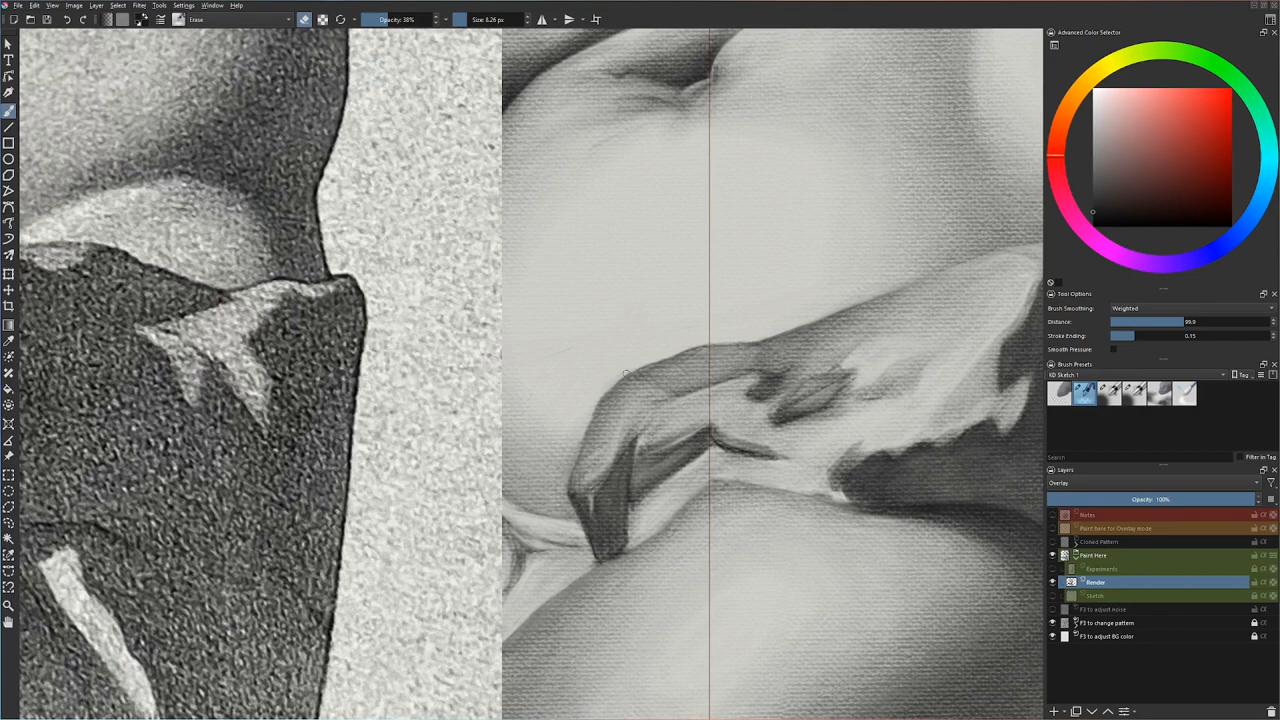 File Edit View Image Layer Select Filter Tools Settings Window Help
Erase Opacity: 38% Size: 8.26 px
Advanced Color Selector
Tool Options
Brush Smoothing: Weighted
Distance: 99.9
Stroke Ending: 0.15
Smooth Pressure:
Brush Presets
KD Sketch 1 Tag
Search Filter in Tag
Layers
Overlay
Opacity: 100%
Notes
Paint here for Overlay mode
Cloned Pattern
Paint Here
Experiments
Render
Sketch
F3 to adjust noise
F3 to change pattern
F3 to adjust BG color